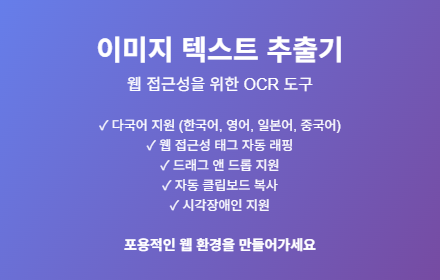 이미지 텍스트 추출기
웹 접근성을 위한 OCR 도구
✓ 다국어 지원 (한국어, 영어, 일본어, 중국어)
✓ 웹 접근성 태그 자동 래핑
✓ 드래그 앤 드롭 지원
✓ 자동 클립보드 복사
✓ 시각장애인 지원
포용적인 웹 환경을 만들어가세요